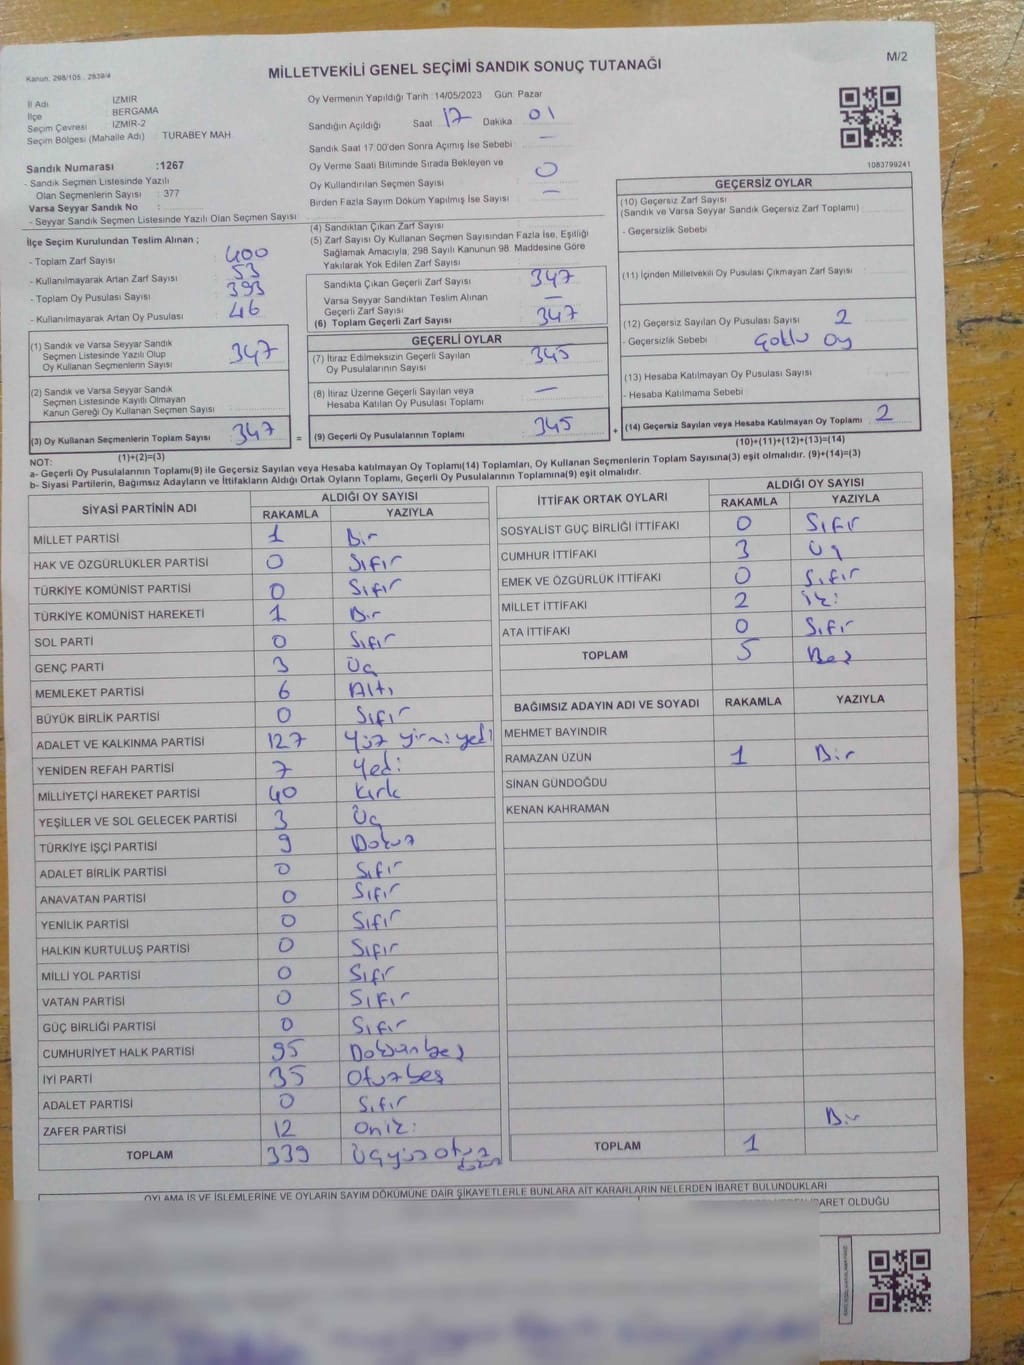 Kanun: 298/105 , 2839/4
M/2
MİLLETVEKİLİ GENEL SEÇİMİ SANDIK SONUÇ TUTANAĞI
İl Adı : İZMİR
İlçe : BERGAMA
Seçim Çevresi : İZMİR-2
Seçim Bölgesi (Mahalle Adı) : TURABEY MAH.
Oy Vermenin Yapıldığı Tarih :14/05/2023 Gün: Pazar
Sandığın Açıldığı Saat 17 Dakika 01
Sandık Saat 17.00'den Sonra Açılmış İse Sebebi : —
Oy Verme Saati Bitiminde Sırada Bekleyen ve
Oy Kullandırılan Seçmen Sayısı : 0
Birden Fazla Sayım Döküm Yapılmış İse Sayısı : —
1083799241
Sandık Numarası :1267
- Sandık Seçmen Listesinde Yazılı
Olan Seçmenlerin Sayısı : 377
Varsa Seyyar Sandık No :
- Seyyar Sandık Seçmen Listesinde Yazılı Olan Seçmen Sayısı :
İlçe Seçim Kurulundan Teslim Alınan ;
- Toplam Zarf Sayısı : 400
- Kullanılmayarak Artan Zarf Sayısı : 53
- Toplam Oy Pusulası Sayısı : 393
- Kullanılmayarak Artan Oy Pusulası : 46
(1) Sandık ve Varsa Seyyar Sandık
Seçmen Listesinde Yazılı Olup
Oy Kullanan Seçmenlerin Sayısı : 347
(2) Sandık ve Varsa Seyyar Sandık
Seçmen Listesinde Kayıtlı Olmayan
Kanun Gereği Oy Kullanan Seçmen Sayısı :
(3) Oy Kullanan Seçmenlerin Toplam Sayısı : 347
(1)+(2)=(3)
(4) Sandıktan Çıkan Zarf Sayısı :
(5) Zarf Sayısı Oy Kullanan Seçmen Sayısından Fazla İse, Eşitliği
Sağlamak Amacıyla, 298 Sayılı Kanunun 98. Maddesine Göre
Yakılarak Yok Edilen Zarf Sayısı :
Sandıkta Çıkan Geçerli Zarf Sayısı : 347
Varsa Seyyar Sandıktan Teslim Alınan
Geçerli Zarf Sayısı : —
(6) Toplam Geçerli Zarf Sayısı : 347
GEÇERLİ OYLAR
(7) İtiraz Edilmeksizin Geçerli Sayılan
Oy Pusulalarının Sayısı : 345
(8) İtiraz Üzerine Geçerli Sayılan veya
Hesaba Katılan Oy Pusulası Toplamı : —
= (9) Geçerli Oy Pusulalarının Toplamı : 345
GEÇERSİZ OYLAR
(10) Geçersiz Zarf Sayısı
(Sandık ve Varsa Seyyar Sandık Geçersiz Zarf Toplamı) :
- Geçersizlik Sebebi :
(11) İçinden Milletvekili Oy Pusulası Çıkmayan Zarf Sayısı :
(12) Geçersiz Sayılan Oy Pusulası Sayısı : 2
- Geçersizlik Sebebi : Çoklu oy
(13) Hesaba Katılmayan Oy Pusulası Sayısı :
- Hesaba Katılmama Sebebi :
+ (14) Geçersiz Sayılan veya Hesaba Katılmayan Oy Toplamı : 2
(10)+(11)+(12)+(13)=(14)
NOT:
a- Geçerli Oy Pusulalarının Toplamı(9) ile Geçersiz Sayılan veya Hesaba katılmayan Oy Toplamı(14) Toplamları, Oy Kullanan Seçmenlerin Toplam Sayısına(3) eşit olmalıdır. (9)+(14)=(3)
b- Siyasi Partilerin, Bağımsız Adayların ve İttifakların Aldığı Ortak Oyların Toplamı, Geçerli Oy Pusulalarının Toplamına(9) eşit olmalıdır.
SİYASİ PARTİNİN ADI ALDIĞI OY SAYISI
RAKAMLA YAZIYLA
MİLLET PARTİSİ 1 Bir
HAK VE ÖZGÜRLÜKLER PARTİSİ 0 Sıfır
TÜRKİYE KOMÜNİST PARTİSİ 0 Sıfır
TÜRKİYE KOMÜNİST HAREKETİ 1 Bir
SOL PARTİ 0 Sıfır
GENÇ PARTİ 3 Üç
MEMLEKET PARTİSİ 6 Altı
BÜYÜK BİRLİK PARTİSİ 0 Sıfır
ADALET VE KALKINMA PARTİSİ 127 Yüz yirmi yedi
YENİDEN REFAH PARTİSİ 7 Yedi
MİLLİYETÇİ HAREKET PARTİSİ 40 Kırk
YEŞİLLER VE SOL GELECEK PARTİSİ 3 Üç
TÜRKİYE İŞÇİ PARTİSİ 9 Dokuz
ADALET BİRLİK PARTİSİ 0 Sıfır
ANAVATAN PARTİSİ 0 Sıfır
YENİLİK PARTİSİ 0 Sıfır
HALKIN KURTULUŞ PARTİSİ 0 Sıfır
MİLLİ YOL PARTİSİ 0 Sıfır
VATAN PARTİSİ 0 Sıfır
GÜÇ BİRLİĞİ PARTİSİ 0 Sıfır
CUMHURİYET HALK PARTİSİ 95 Doksanbeş
İYİ PARTİ 35 Otuzbeş
ADALET PARTİSİ 0 Sıfır
ZAFER PARTİSİ 12 Oniki
TOPLAM 339 Üçyüzotuz dokuz
İTTİFAK ORTAK OYLARI ALDIĞI OY SAYISI
RAKAMLA YAZIYLA
SOSYALİST GÜÇ BİRLİĞİ İTTİFAKI 0 Sıfır
CUMHUR İTTİFAKI 3 Üç
EMEK VE ÖZGÜRLÜK İTTİFAKI 0 Sıfır
MİLLET İTTİFAKI 2 iki
ATA İTTİFAKI 0 Sıfır
TOPLAM 5 Beş
BAĞIMSIZ ADAYIN ADI VE SOYADI RAKAMLA YAZIYLA
MEHMET BAYINDIR
RAMAZAN UZUN 1 Bir
SİNAN GÜNDOĞDU
KENAN KAHRAMAN
Bir
TOPLAM 1
OYLAMA İŞ VE İŞLEMLERİNE VE OYLARIN SAYIM DÖKÜMÜNE DAİR ŞİKAYETLERLE BUNLARA AİT KARARLARIN NELERDEN İBARET BULUNDUKLARI
BARET OLDUĞU